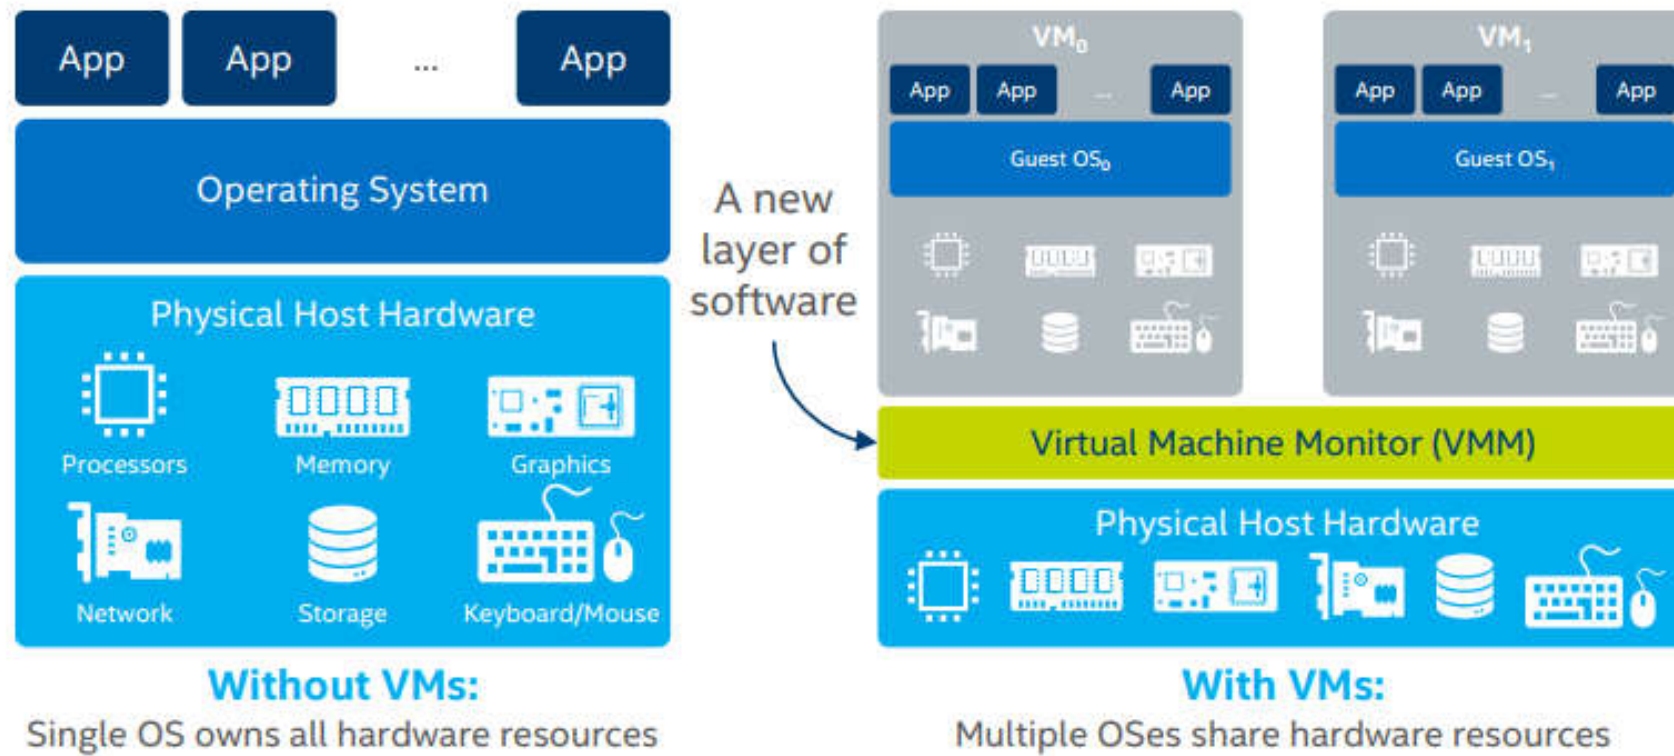 App App ... App
Operating System
Physical Host Hardware
Processors Memory Graphics
Network Storage Keyboard/Mouse
Without VMs:
Single OS owns all hardware resources
A new
layer of
software
VM₀
App App ... App
Guest OS₀
VM₁
App App ... App
Guest OS₁
Virtual Machine Monitor (VMM)
Physical Host Hardware
With VMs:
Multiple OSes share hardware resources